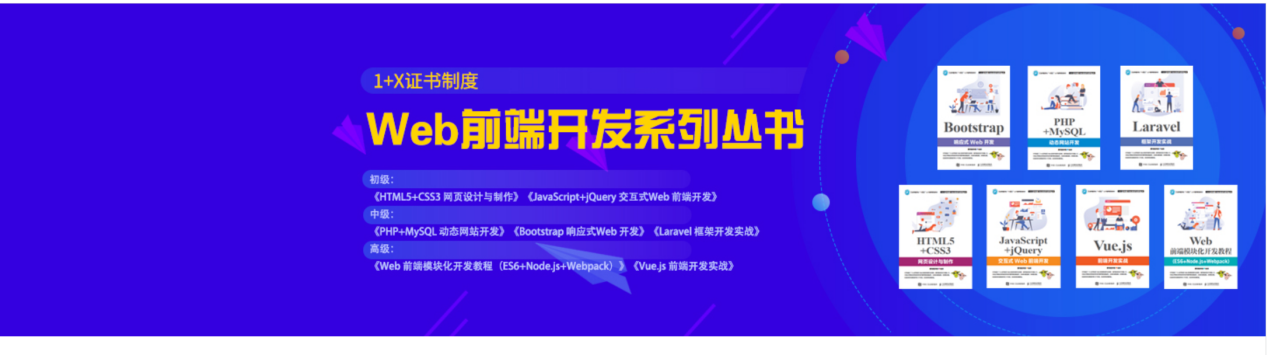 1+X证书制度
Web前端开发系列丛书
初级：
《HTML5+CSS3 网页设计与制作》《JavaScript+jQuery 交互式Web 前端开发》
中级：
《PHP+MySQL 动态网站开发》《Bootstrap 响应式Web 开发》《Laravel 框架开发实战》
高级：
《Web 前端模块化开发教程（ES6+Node.js+Webpack）》《Vue.js 前端开发实战》
Bootstrap
响应式 Web 开发
PHP
+MySQL
动态网站开发
Laravel
框架开发实战
HTML5
+CSS3
网页设计与制作
JavaScript
+jQuery
交互式 Web 前端开发
Vue.js
前端开发实战
Web
前端模块化开发教程
（ES6+Node.js+Webpack）